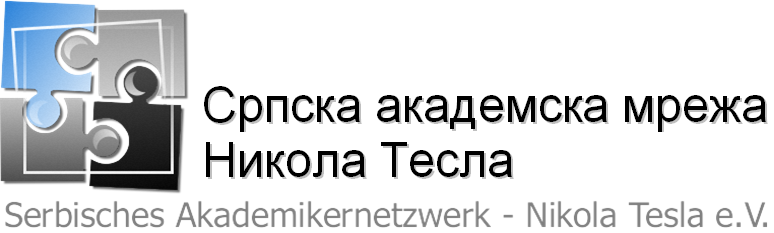 Српска академска мрежа
Никола Тесла
Serbisches Akademikernetzwerk - Nikola Tesla e.V.